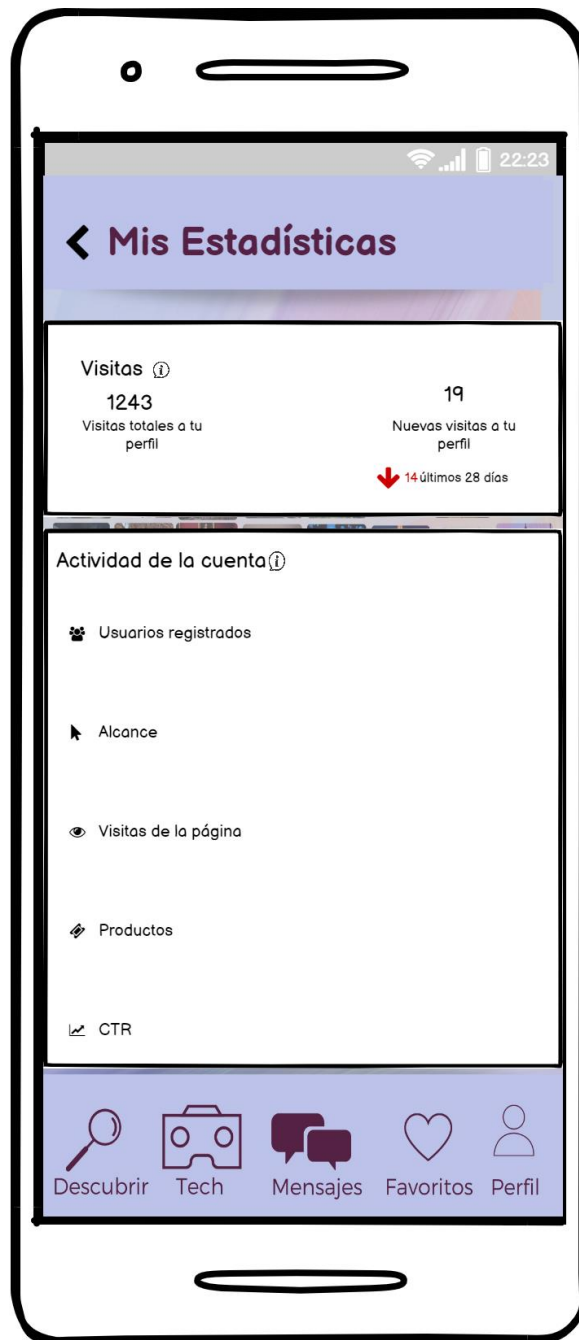 22:23
Mis Estadísticas
Visitas
1243
Visitas totales a tu
perfil
19
Nuevas visitas a tu
perfil
14 últimos 28 días
Actividad de la cuenta
Usuarios registrados
Alcance
Visitas de la página
Productos
CTR
Descubrir
Tech
Mensajes
Favoritos
Perfil